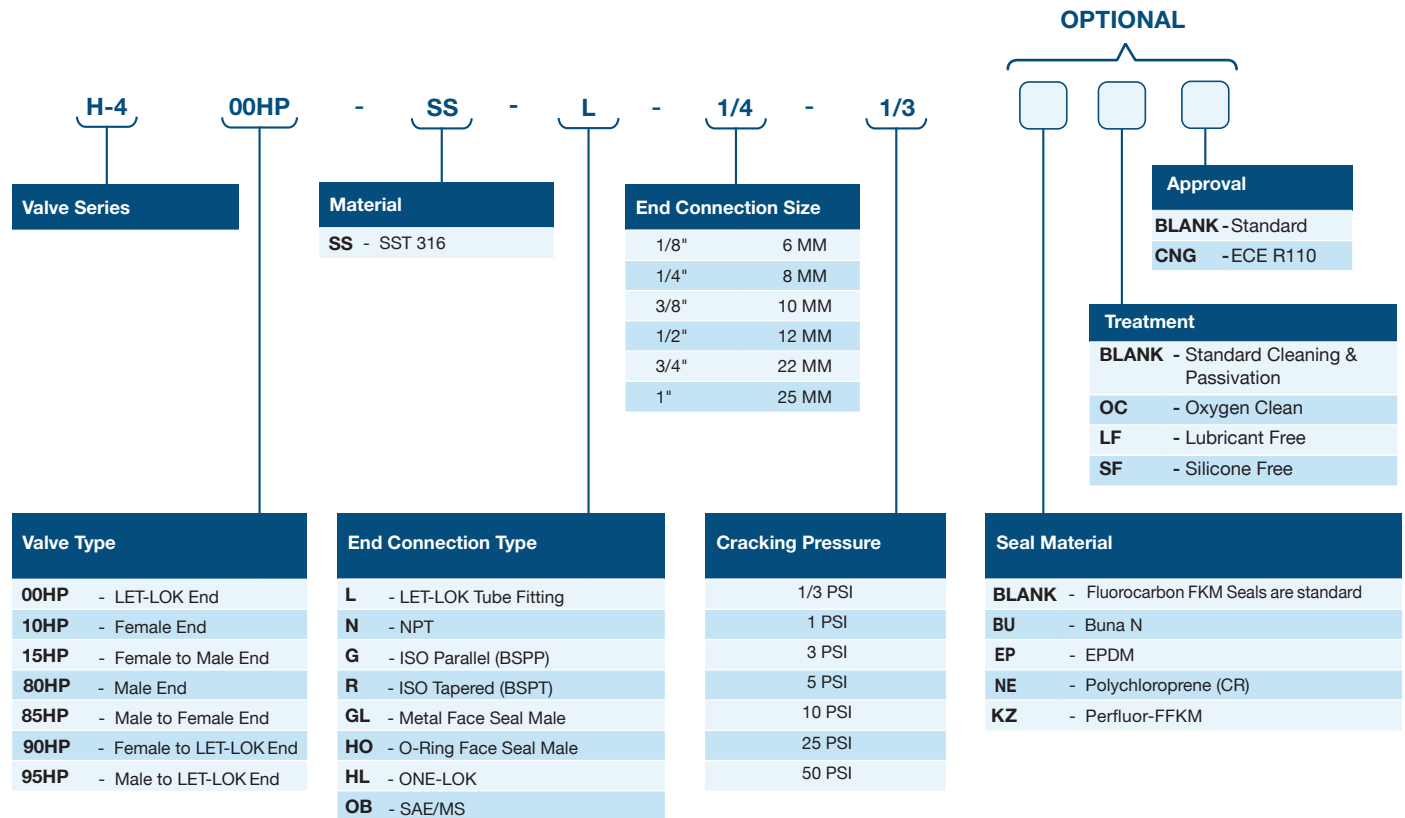 OPTIONAL
H-4 00HP - SS - L - 1/4 - 1/3
Valve Series
Material
SS - SST 316
End Connection Size
1/8" 6 MM
1/4" 8 MM
3/8" 10 MM
1/2" 12 MM
3/4" 22 MM
1" 25 MM
Approval
BLANK - Standard
CNG - ECE R110
Treatment
BLANK - Standard Cleaning &
Passivation
OC - Oxygen Clean
LF - Lubricant Free
SF - Silicone Free
Valve Type
00HP - LET-LOK End
10HP - Female End
15HP - Female to Male End
80HP - Male End
85HP - Male to Female End
90HP - Female to LET-LOK End
95HP - Male to LET-LOK End
End Connection Type
L - LET-LOK Tube Fitting
N - NPT
G - ISO Parallel (BSPP)
R - ISO Tapered (BSPT)
GL - Metal Face Seal Male
HO - O-Ring Face Seal Male
HL - ONE-LOK
OB - SAE/MS
Cracking Pressure
1/3 PSI
1 PSI
3 PSI
5 PSI
10 PSI
25 PSI
50 PSI
Seal Material
BLANK - Fluorocarbon FKM Seals are standard
BU - Buna N
EP - EPDM
NE - Polychloroprene (CR)
KZ - Perfluor-FFKM